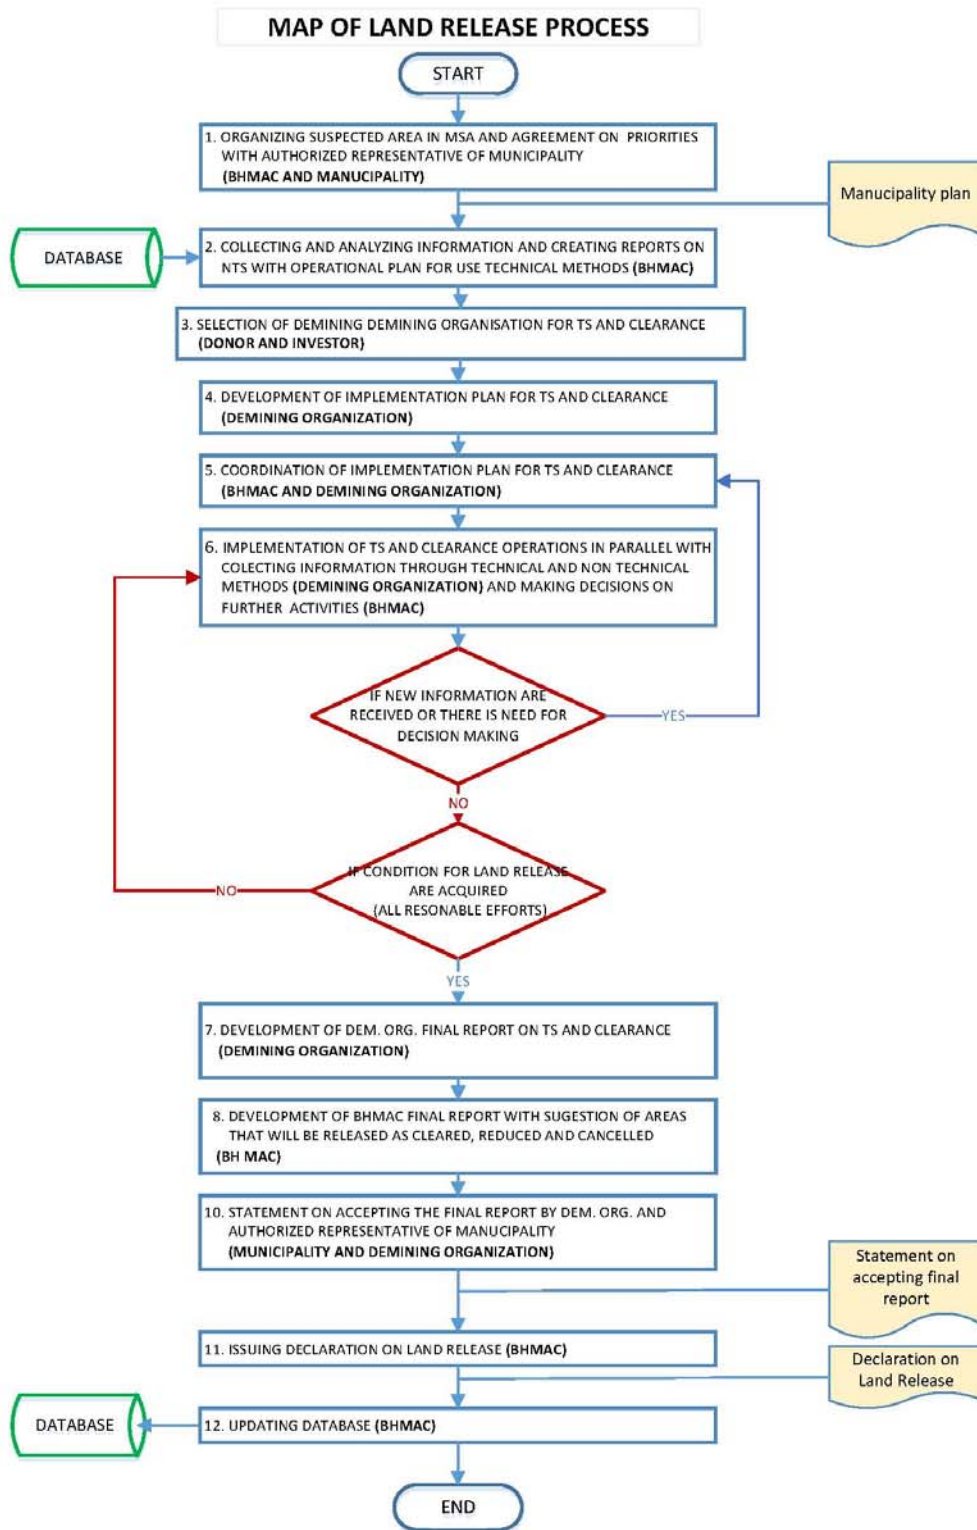 MAP OF LAND RELEASE PROCESS
START
1. ORGANIZING SUSPECTED AREA IN MSA AND AGREEMENT ON PRIORITIES
WITH AUTHORIZED REPRESENTATIVE OF MUNICIPALITY
(BHMAC AND MANUCIPALITY)
Manucipality plan
DATABASE
2. COLLECTING AND ANALYZING INFORMATION AND CREATING REPORTS ON
NTS WITH OPERATIONAL PLAN FOR USE TECHNICAL METHODS (BHMAC)
3. SELECTION OF DEMINING DEMINING ORGANISATION FOR TS AND CLEARANCE
(DONOR AND INVESTOR)
4. DEVELOPMENT OF IMPLEMENTATION PLAN FOR TS AND CLEARANCE
(DEMINING ORGANIZATION)
5. COORDINATION OF IMPLEMENTATION PLAN FOR TS AND CLEARANCE
(BHMAC AND DEMINING ORGANIZATION)
6. IMPLEMENTATION OF TS AND CLEARANCE OPERATIONS IN PARALLEL WITH
COLECTING INFORMATION THROUGH TECHNICAL AND NON TECHNICAL
METHODS (DEMINING ORGANIZATION) AND MAKING DECISIONS ON
FURTHER ACTIVITIES (BHMAC)
IF NEW INFORMATION ARE
RECEIVED OR THERE IS NEED FOR
DECISION MAKING
YES
NO
IF CONDITION FOR LAND RELEASE
ARE ACQUIRED
(ALL RESONABLE EFFORTS)
NO
YES
7. DEVELOPMENT OF DEM. ORG. FINAL REPORT ON TS AND CLEARANCE
(DEMINING ORGANIZATION)
8. DEVELOPMENT OF BHMAC FINAL REPORT WITH SUGESTION OF AREAS
THAT WILL BE RELEASED AS CLEARED, REDUCED AND CANCELLED
(BH MAC)
10. STATEMENT ON ACCEPTING THE FINAL REPORT BY DEM. ORG. AND
AUTHORIZED REPRESENTATIVE OF MANUCIPALITY
(MUNICIPALITY AND DEMINING ORGANIZATION)
Statement on
accepting final
report
11. ISSUING DECLARATION ON LAND RELEASE (BHMAC)
Declaration on
Land Release
DATABASE
12. UPDATING DATABASE (BHMAC)
END